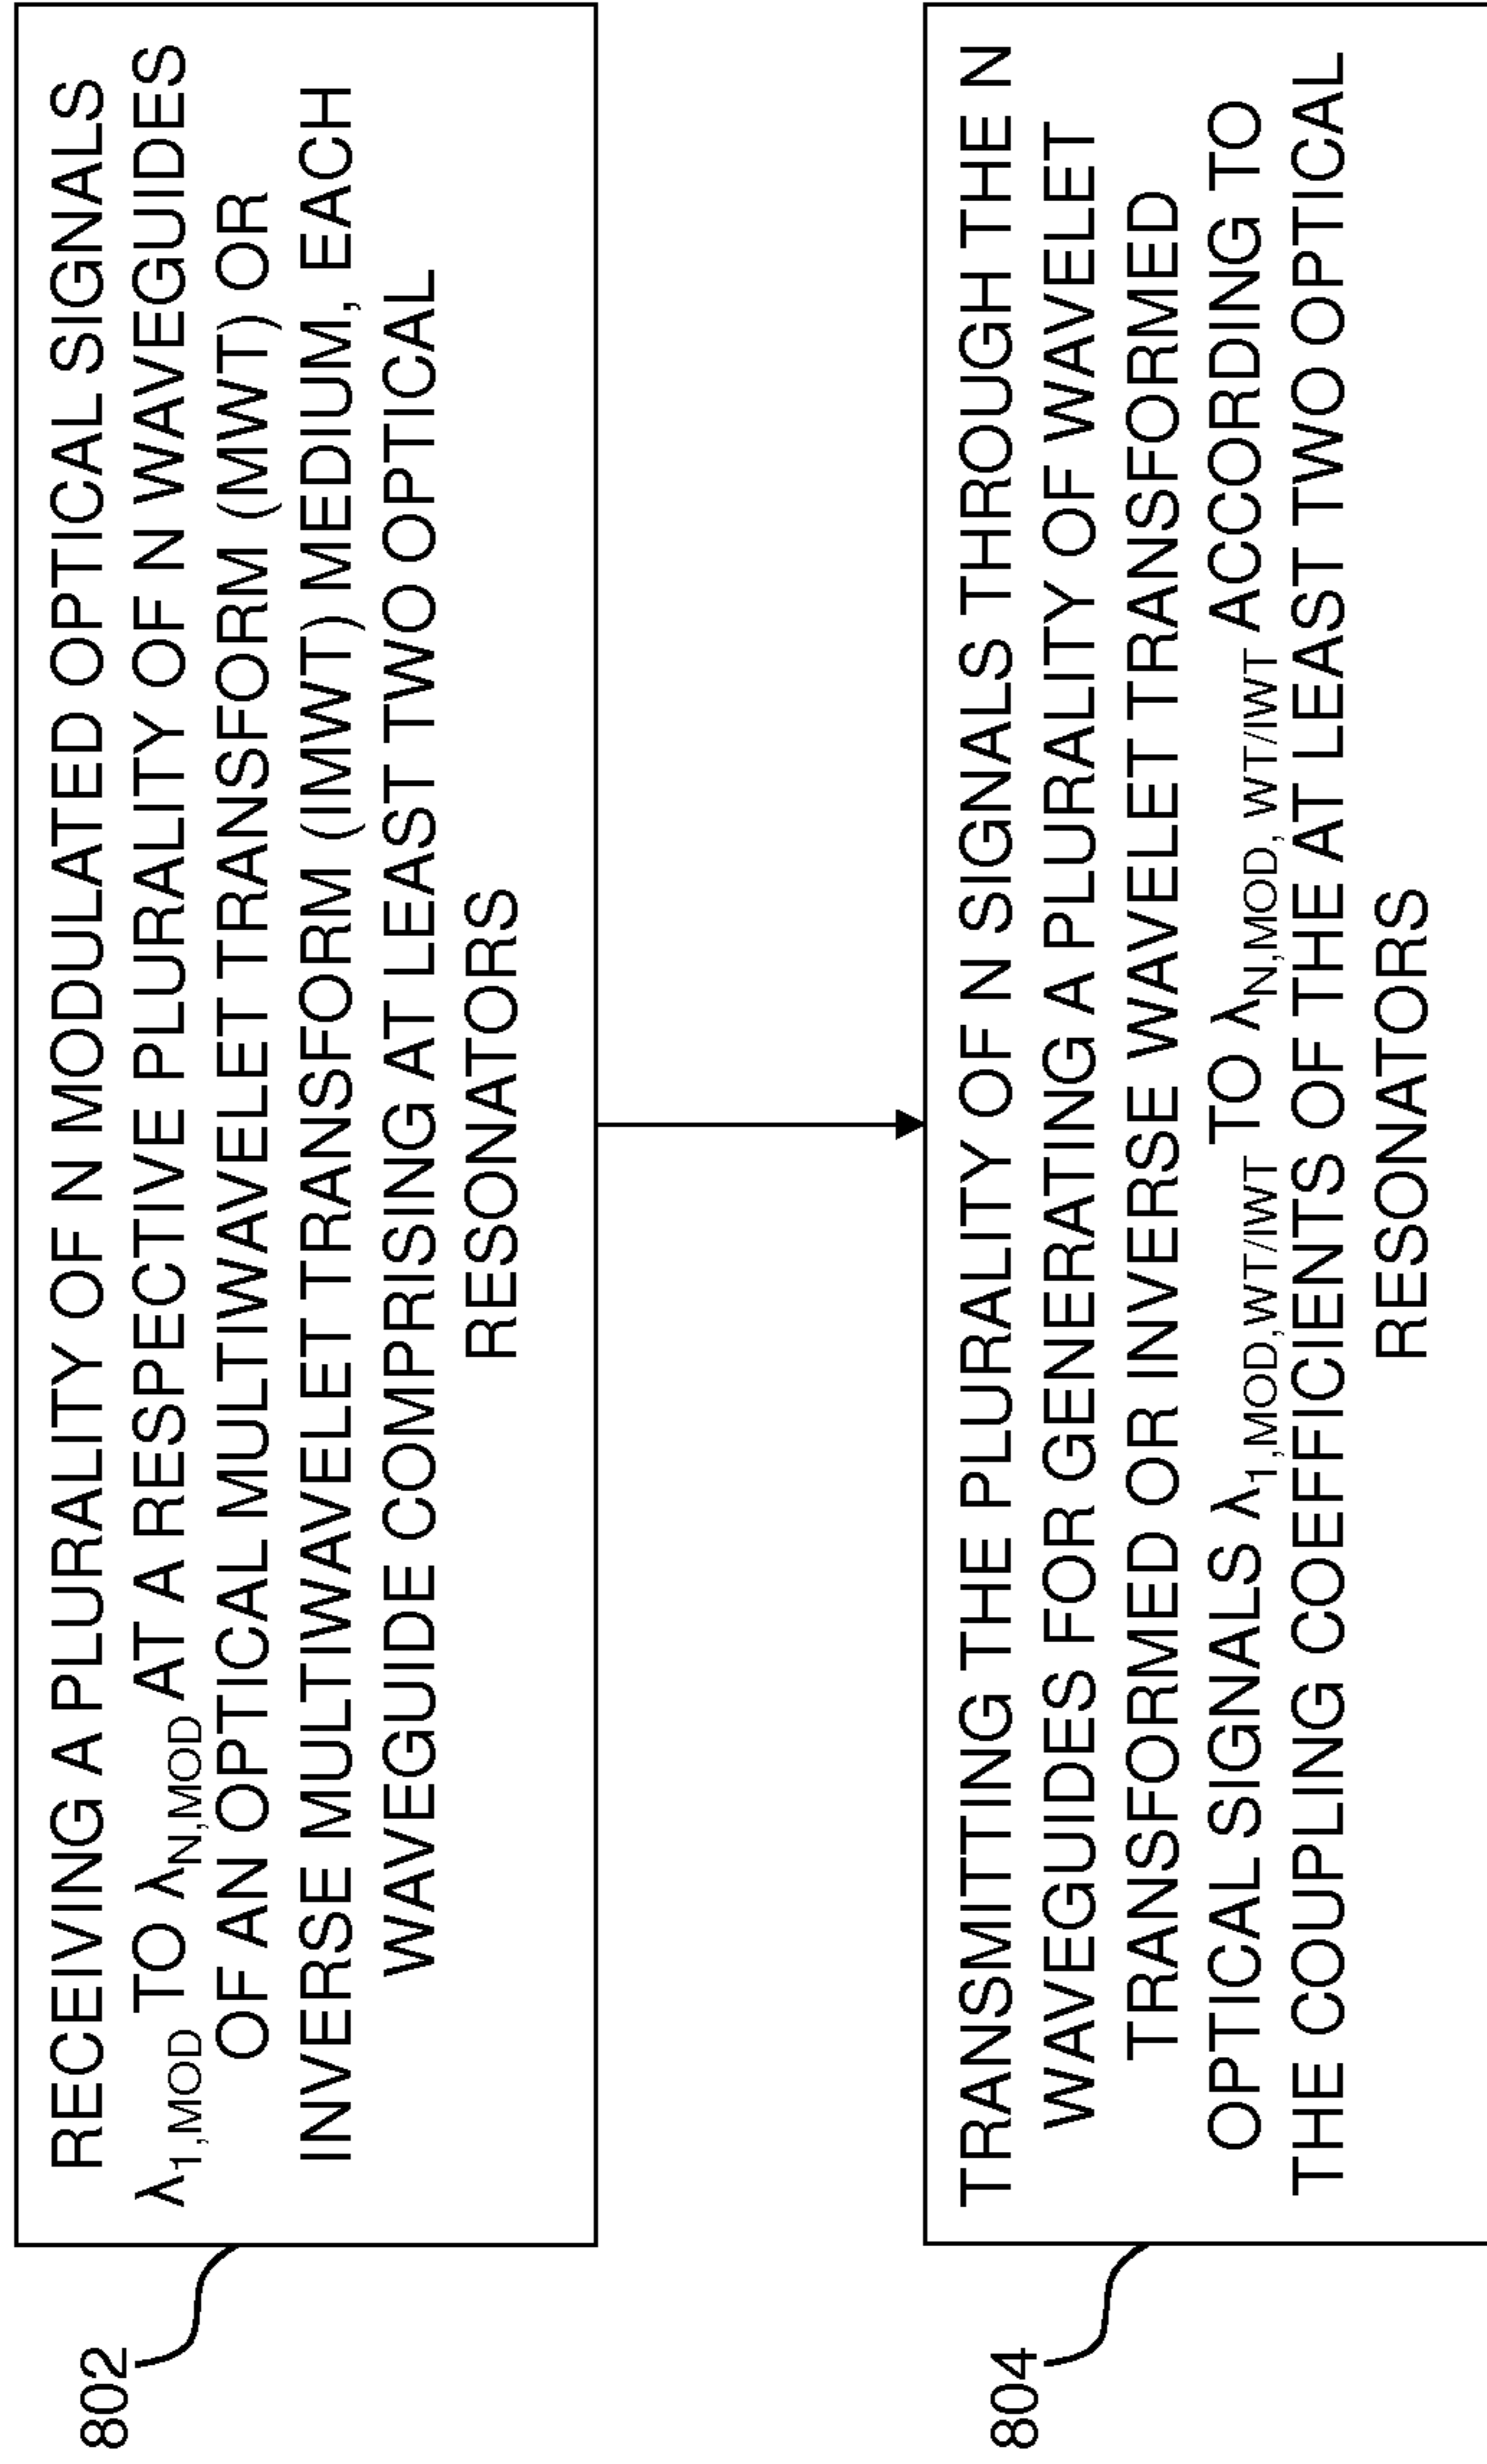 802
RECEIVING A PLURALITY OF N MODULATED OPTICAL SIGNALS
λ1,MOD TO λN,MOD AT A RESPECTIVE PLURALITY OF N WAVEGUIDES
OF AN OPTICAL MULTIWAVELET TRANSFORM (MWT) OR
INVERSE MULTIWAVELET TRANSFORM (IMWT) MEDIUM, EACH
WAVEGUIDE COMPRISING AT LEAST TWO OPTICAL
RESONATORS
804
TRANSMITTING THE PLURALITY OF N SIGNALS THROUGH THE N
WAVEGUIDES FOR GENERATING A PLURALITY OF WAVELET
TRANSFORMED OR INVERSE WAVELET TRANSFORMED
OPTICAL SIGNALS λ1,MOD,WT/IWT TO λN,MOD, WT/IWT ACCORDING TO
THE COUPLING COEFFICIENTS OF THE AT LEAST TWO OPTICAL
RESONATORS